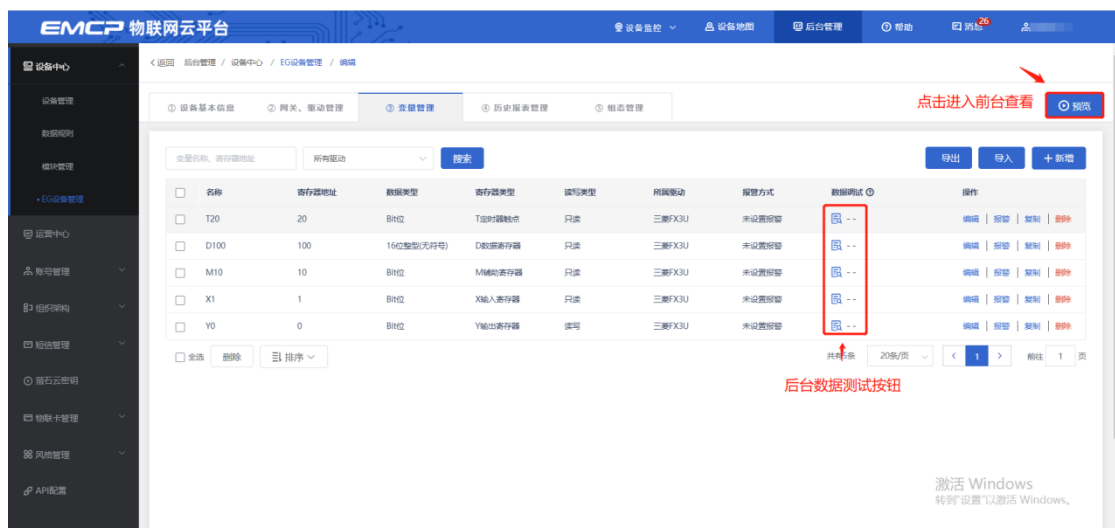 EMCP 物联网云平台
设备监控
设备地图
后台管理
帮助
消息
26
设备中心
设备管理
数据规则
模块管理
EG设备管理
运营中心
账号管理
组织架构
短信管理
萤石云密钥
物联卡管理
风格管理
API配置
<返回 后台管理 / 设备中心 / EG设备管理 / 编辑
① 设备基本信息 ② 网关、驱动管理 ③ 变量管理 ④ 历史报表管理 ⑤ 组态管理
点击进入前台查看
预览
变量名称、寄存器地址 所有驱动 搜索 导出 导入 +新增
名称 寄存器地址 数据类型 寄存器类型 读写类型 所属驱动 报警方式 数据调试 操作
T20 20 Bit位 T定时器触点 只读 三菱FX3U 未设置报警 -- 编辑 | 报警 | 复制 | 删除
D100 100 16位整型(无符号) D数据寄存器 只读 三菱FX3U 未设置报警 -- 编辑 | 报警 | 复制 | 删除
M10 10 Bit位 M辅助寄存器 只读 三菱FX3U 未设置报警 -- 编辑 | 报警 | 复制 | 删除
X1 1 Bit位 X输入寄存器 只读 三菱FX3U 未设置报警 -- 编辑 | 报警 | 复制 | 删除
Y0 0 Bit位 Y输出寄存器 读写 三菱FX3U 未设置报警 -- 编辑 | 报警 | 复制 | 删除
全选 删除 排序 共有5条 20条/页 < 1 > 前往 1 页
后台数据测试按钮
激活 Windows
转到"设置"以激活 Windows。